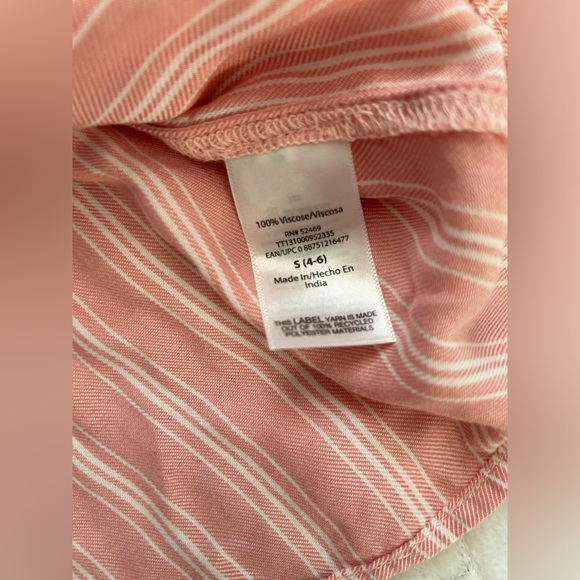 100% Viscose/Viscosa
RN# 52469
TT131000952335
EAN/UPC 0 88751216477
S (4-6)
Made In/Hecho En
India
THIS LABEL YARN IS MADE
OUT OF 100% RECYCLED
POLYESTER MATERIALS